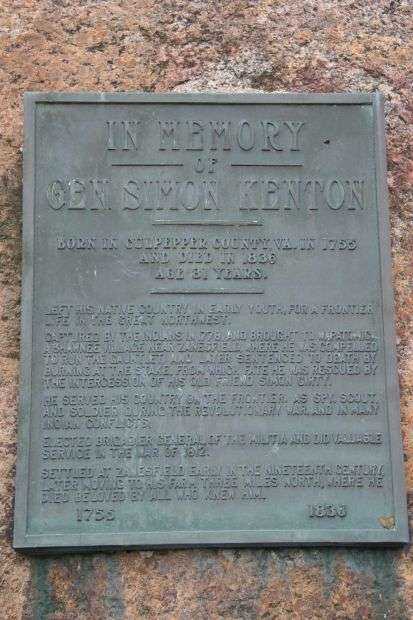 IN MEMORY
OF
GEN. SIMON KENTON
BORN IN CULPEPPER COUNTY, VA. IN 1755
AND DIED IN 1836
AGE 81 YEARS.
LEFT HIS NATIVE COUNTRY IN EARLY YOUTH, FOR A FRONTIER
LIFE IN THE GREAT NORTHWEST.
CAPTURED BY THE INDIANS IN 1778, AND BROUGHT TO WAPATOMICA,
SHAWNEE TOWN NEAR ZANESFIELD, WHERE HE WAS COMPELLED
TO RUN THE GAUNTLET, AND LATER SENTENCED TO DEATH BY
BURNING AT THE STAKE, FROM WHICH FATE HE WAS RESCUED BY
THE INTERCESSION OF HIS OLD FRIEND SIMON GIRTY.
HE SERVED HIS COUNTRY ON THE FRONTIER, AS SPY, SCOUT,
AND SOLDIER DURING THE REVOLUTIONARY WAR, AND IN MANY
INDIAN CONFLICTS.
ELECTED BRIGADIER GENERAL OF THE MILITIA AND DID VALIABLE
SERVICE IN THE WAR OF 1812.
SETTLED AT ZANESFIELD EARLY IN THE NINETEENTH CENTURY,
LATER MOVING TO HIS FARM, THREE MILES NORTH, WHERE HE
DIED BELOVED BY ALL WHO KNEW HIM.
1755 1836